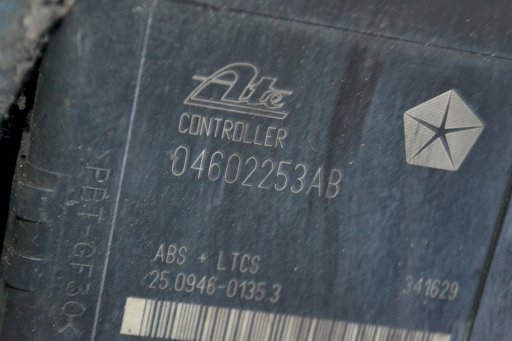 Ate
CONTROLLER
04602253AB
ABS + LTCS
25.0946-0135.3
341629
>PBT-GF30<